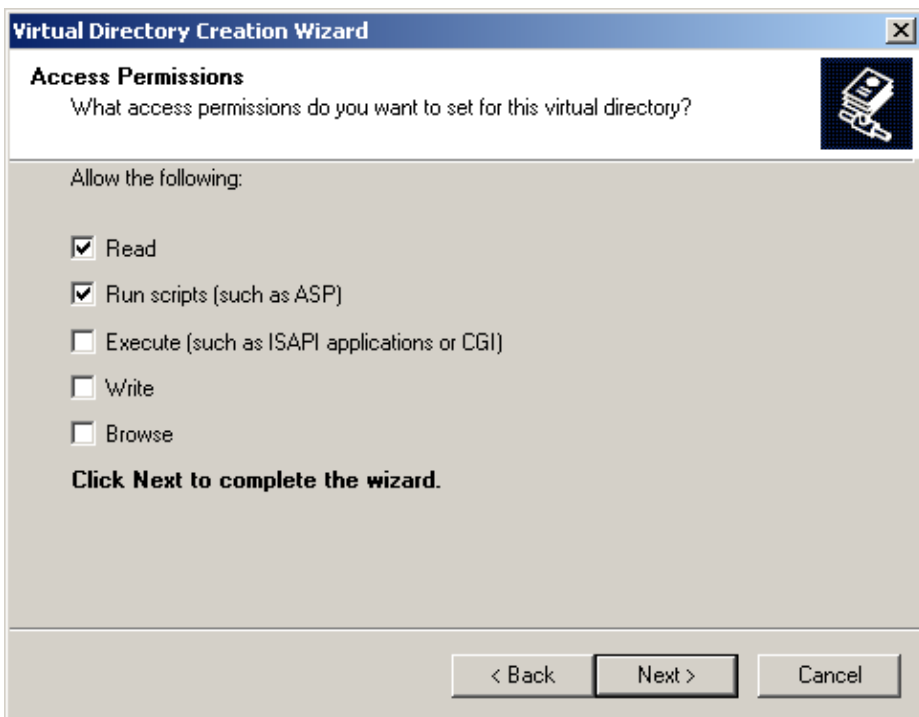 Virtual Directory Creation Wizard
Access Permissions
What access permissions do you want to set for this virtual directory?
Allow the following:
Read
Run scripts (such as ASP)
Execute (such as ISAPI applications or CGI)
Write
Browse
Click Next to complete the wizard.
< Back Next > Cancel